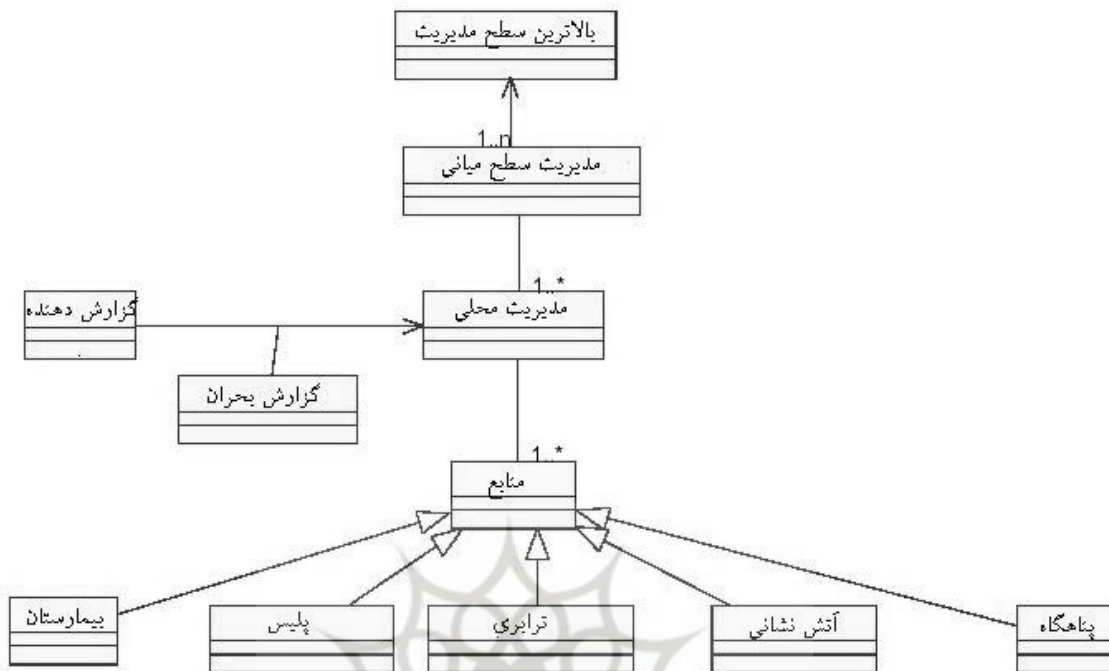 بالاترین سطح مدیریت
1..n
مدیریت سطح میانی
1..*
گزارش دهنده
مدیریت محلی
گزارش بحران
1..*
منابع
بیمارستان
پلیس
ترابري
آتش نشانی
پناهگاه